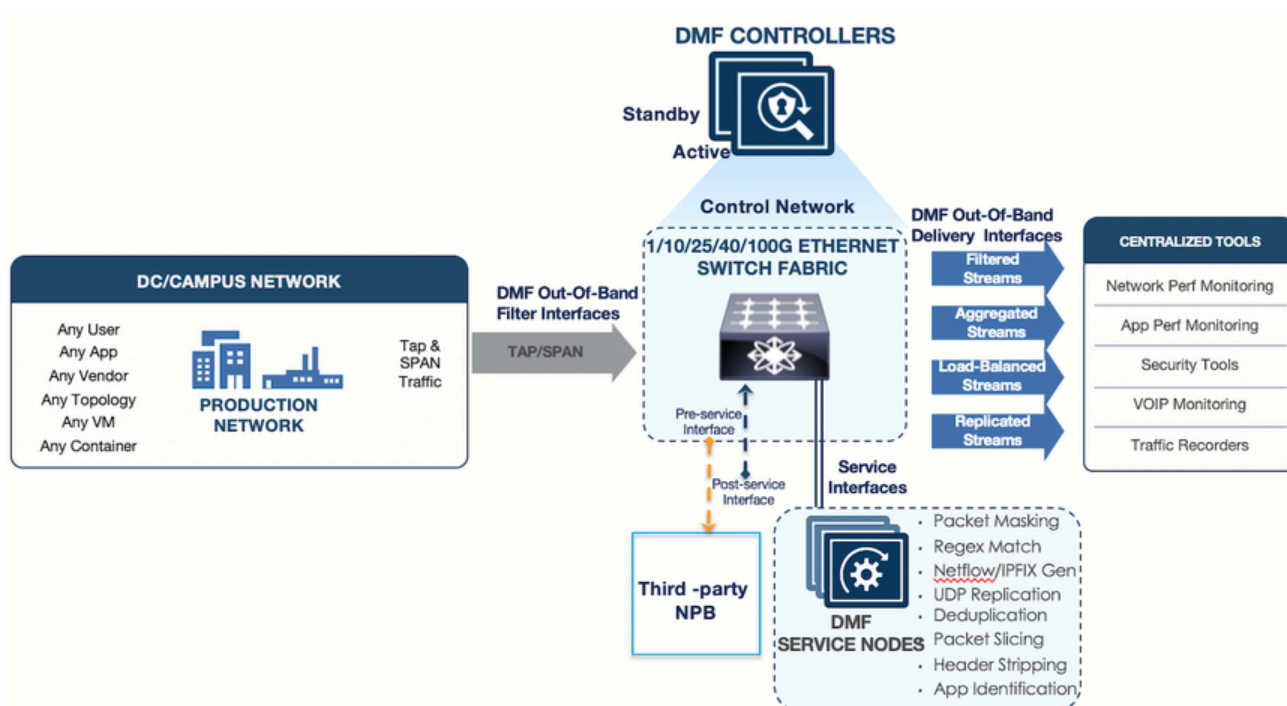 DMF CONTROLLERS
Standby
Active
Control Network
DC/CAMPUS NETWORK
Any User
Any App
Any Vendor
Any Topology
Any VM
Any Container
PRODUCTION
NETWORK
Tap &
SPAN
Traffic
DMF Out-Of-Band
Filter Interfaces
TAP/SPAN
1/10/25/40/100G ETHERNET
SWITCH FABRIC
Pre-service
Interface
Post-service
Interface
Third -party
NPB
Service
Interfaces
DMF
SERVICE NODES
· Packet Masking
· Regex Match
· Netflow/IPFIX Gen
· UDP Replication
· Deduplication
· Packet Slicing
· Header Stripping
· App Identification
DMF Out-Of-Band
Delivery Interfaces
Filtered
Streams
Aggregated
Streams
Load-Balanced
Streams
Replicated
Streams
CENTRALIZED TOOLS
Network Perf Monitoring
App Perf Monitoring
Security Tools
VOIP Monitoring
Traffic Recorders